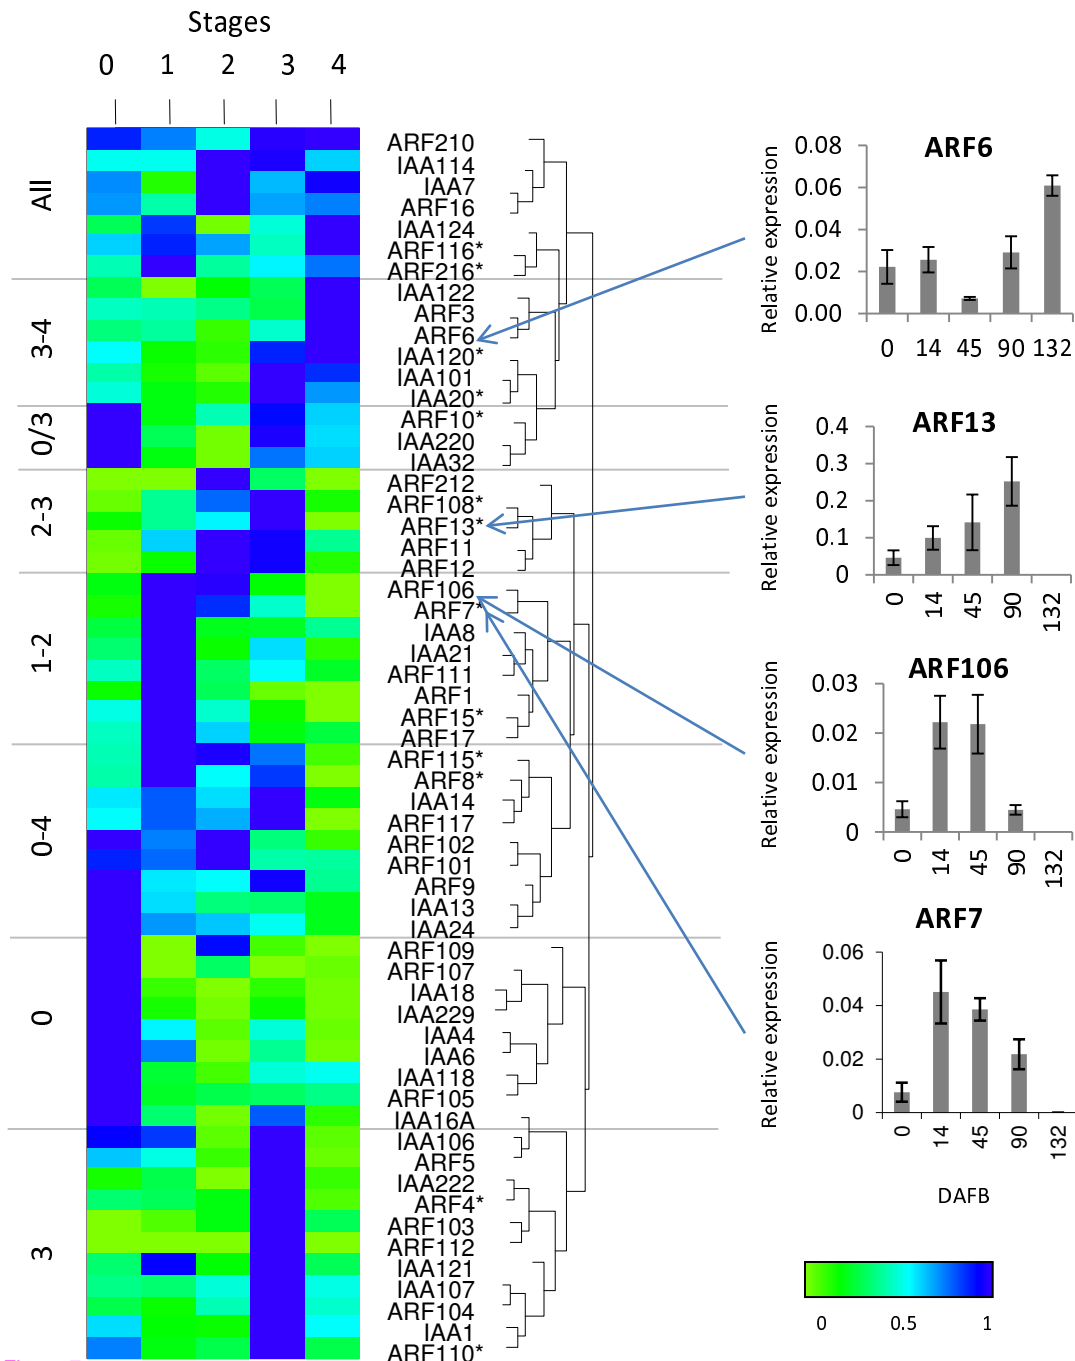 Stages
0 1 2 3 4
All
3-4
0/3
2-3
1-2
0-4
0
3
ARF210
IAA114
IAA7
ARF16
IAA124
ARF116*
ARF216*
IAA122
ARF3
ARF6
IAA120*
IAA101
IAA20*
ARF10*
IAA220
IAA32
ARF212
ARF108*
ARF13*
ARF11
ARF12
ARF106
ARF7*
IAA8
IAA21
ARF111
ARF1
ARF15*
ARF17
ARF115*
ARF8*
IAA14
ARF117
ARF102
ARF101
ARF9
IAA13
IAA24
ARF109
ARF107
IAA18
IAA229
IAA4
IAA6
IAA118
ARF105
IAA16A
IAA106
ARF5
IAA222
ARF4*
ARF103
ARF112
IAA121
IAA107
ARF104
IAA1
ARF110*
ARF6
Relative expression
0.08
0.06
0.04
0.02
0.00
0 14 45 90 132
ARF13
Relative expression
0.4
0.3
0.2
0.1
0
0 14 45 90 132
ARF106
Relative expression
0.03
0.02
0.01
0
0 14 45 90 132
ARF7
Relative expression
0.06
0.04
0.02
0
0 14 45 90 132
DAFB
0 0.5 1